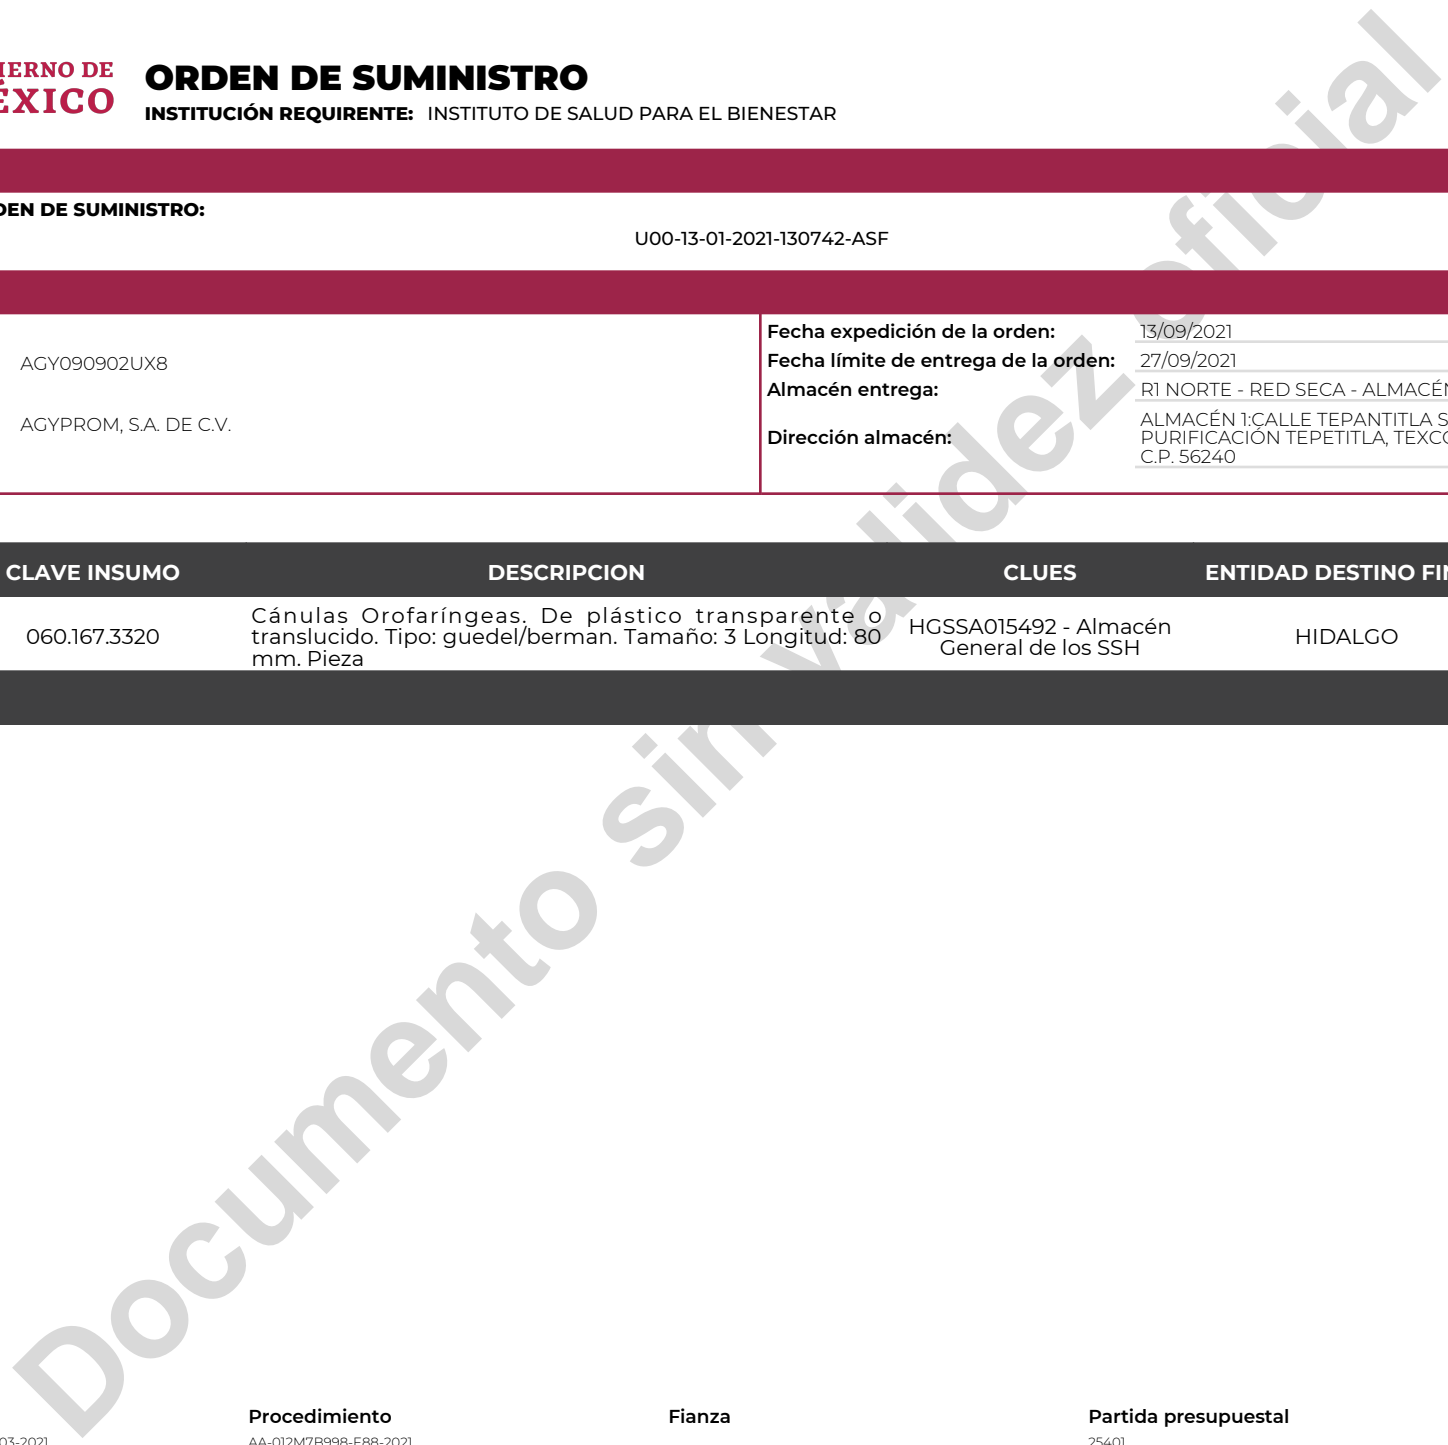 IERNO DE
ÉXICO
ORDEN DE SUMINISTRO
INSTITUCIÓN REQUIRENTE: INSTITUTO DE SALUD PARA EL BIENESTAR
DEN DE SUMINISTRO:
U00-13-01-2021-130742-ASF
AGY090902UX8
AGYPROM, S.A. DE C.V.
Fecha expedición de la orden: 13/09/2021
Fecha límite de entrega de la orden: 27/09/2021
Almacén entrega: R1 NORTE - RED SECA - ALMACÉN
Dirección almacén: ALMACÉN 1:CALLE TEPANTITLA S
PURIFICACIÓN TEPETITLA, TEXCO
C.P. 56240
CLAVE INSUMO DESCRIPCION CLUES ENTIDAD DESTINO FIN
060.167.3320
Cánulas Orofaríngeas. De plástico transparente o
translucido. Tipo: guedel/berman. Tamaño: 3 Longitud: 80
mm. Pieza
HGSSA015492 - Almacén
General de los SSH
HIDALGO
Documento sin validez oficial
Procedimiento Fianza Partida presupuestal
03-2021 AA-012M7B998-E88-2021 25401